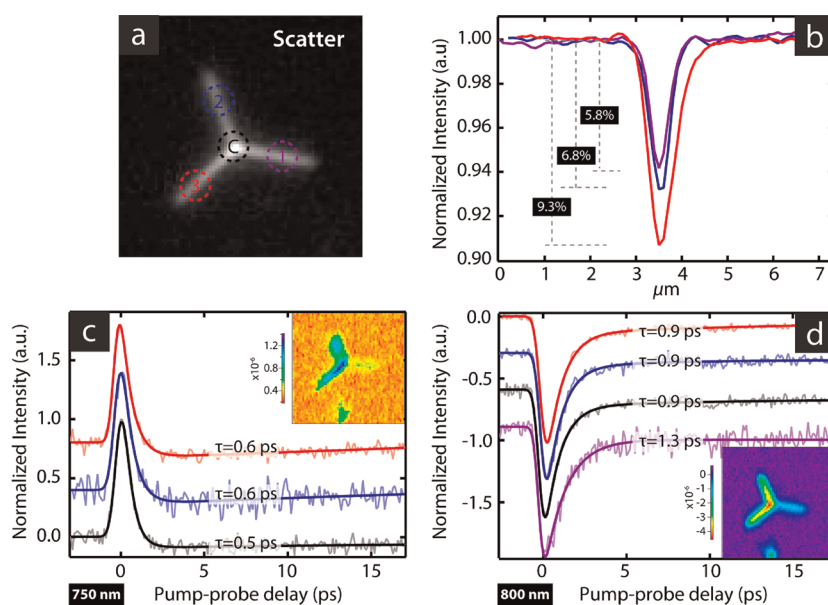 a
Scatter
2
C
1
3
b
Normalized Intensity (a.u)
1.00
0.98
0.96
0.94
0.92
0.90
5.8%
6.8%
9.3%
0 1 2 3 4 5 6 7
μm
c
Normalized Intensity (a.u.)
1.5
1.0
0.5
0.0
x10⁻⁶
1.2
0.8
0.4
τ=0.6 ps
τ=0.6 ps
τ=0.5 ps
0 5 10 15
750 nm
Pump-probe delay (ps)
d
Normalized Intensity (a.u.)
0.0
-0.5
-1.0
-1.5
τ=0.9 ps
τ=0.9 ps
τ=0.9 ps
τ=1.3 ps
x10⁻⁶
0
-1
-2
-3
-4
0 5 10 15
800 nm
Pump-probe delay (ps)